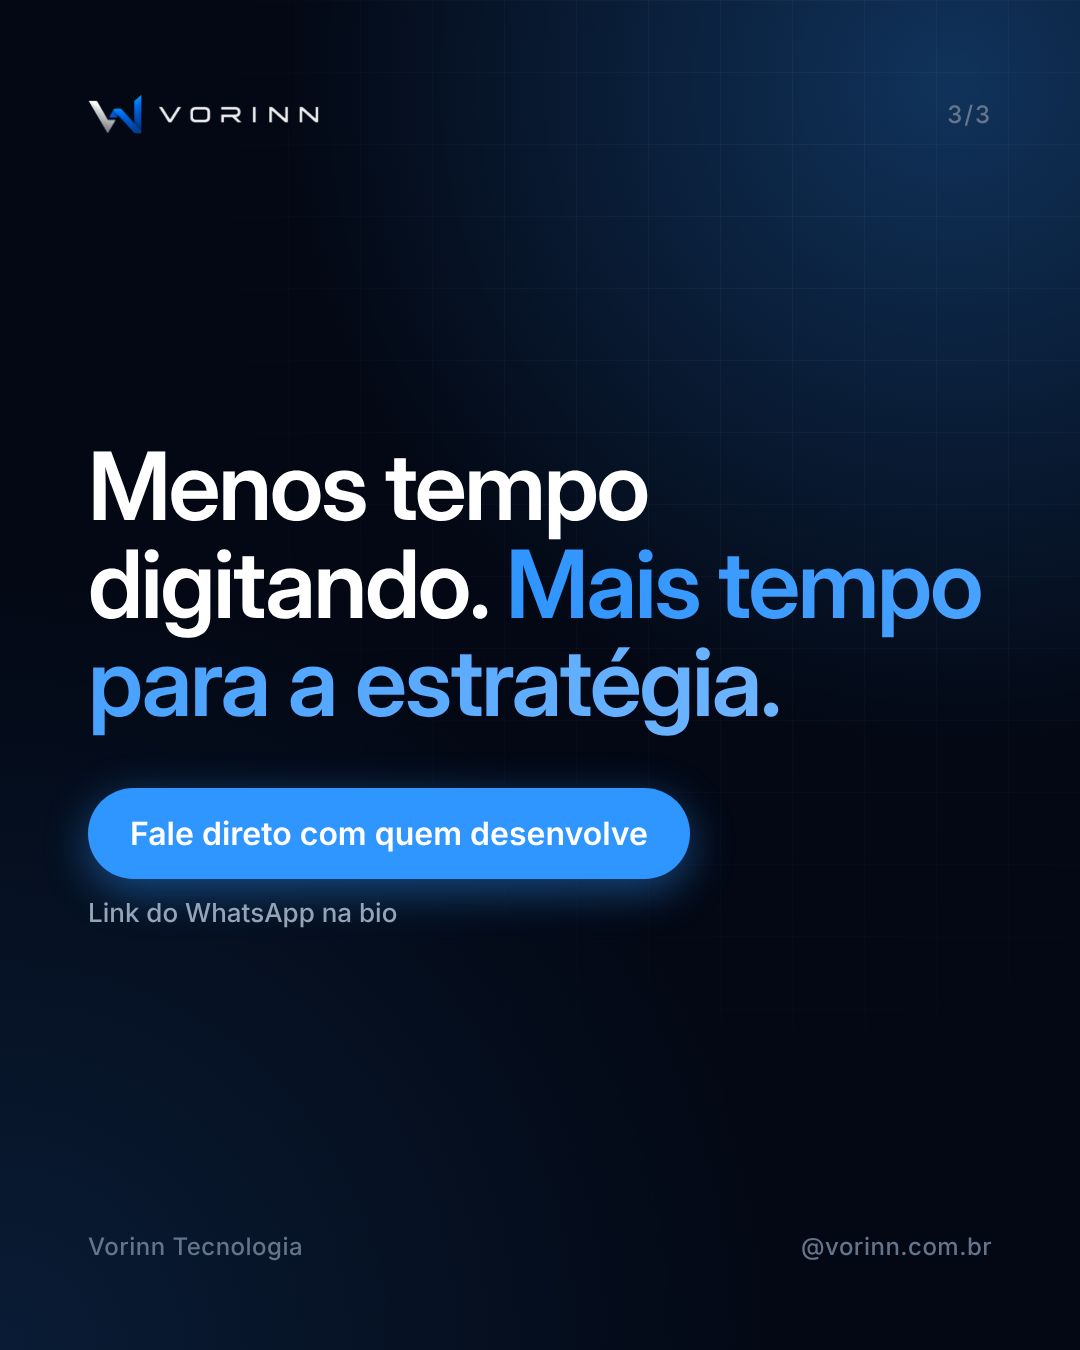 VORINN
3/3
Menos tempo
digitando. Mais tempo
para a estratégia.
Fale direto com quem desenvolve
Link do WhatsApp na bio
Vorinn Tecnologia
@vorinn.com.br